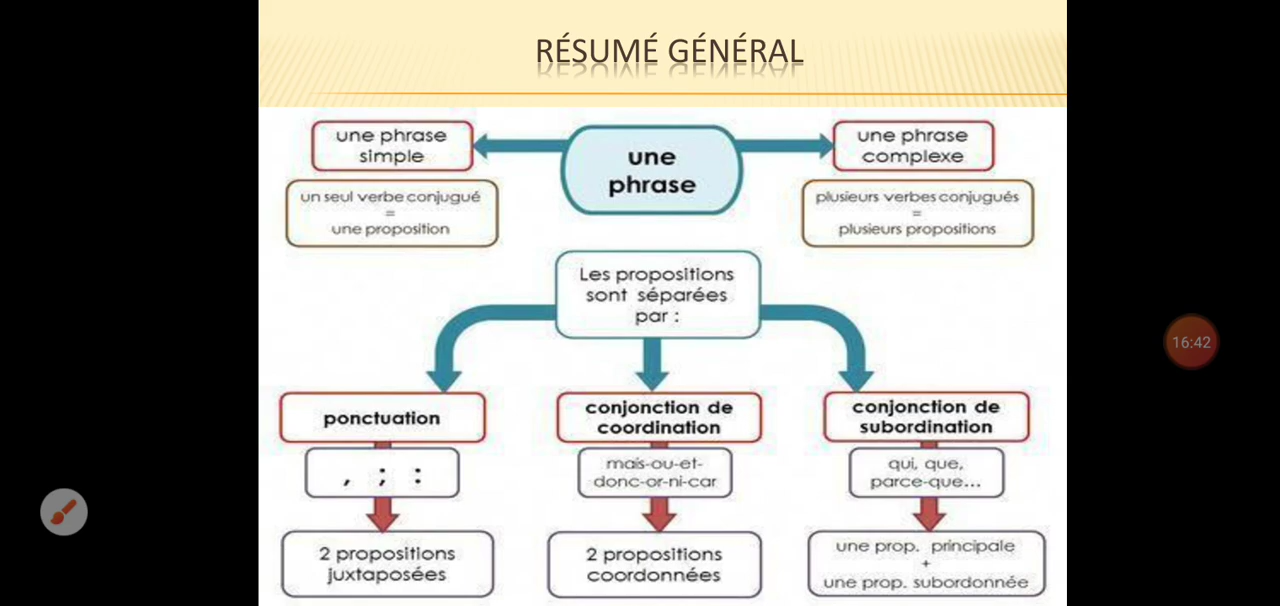 RÉSUMÉ GÉNÉRAL
une phrase
simple
une
phrase
une phrase
complexe
un seul verbe conjugué
=
une proposition
plusieurs verbes conjugués
=
plusieurs propositions
Les propositions
sont séparées
par :
ponctuation
conjonction de
coordination
conjonction de
subordination
, ; :
mais-ou-et-
donc-or-ni-car
qui, que,
parce-que...
2 propositions
juxtaposées
2 propositions
coordonnées
une prop. principale
+
une prop. subordonnée
16:42